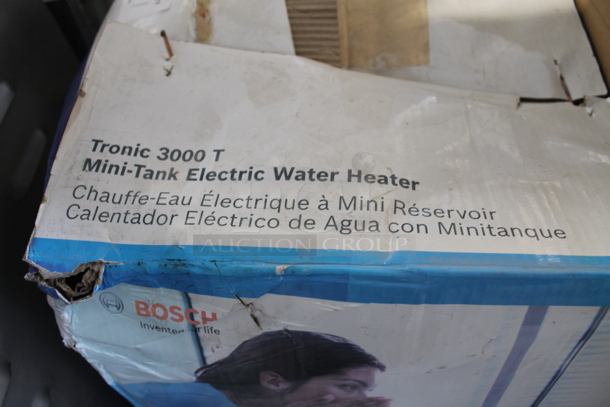 Tronic 3000 T
Mini-Tank Electric Water Heater
Chauffe-Eau Électrique à Mini Réservoir
Calentador Eléctrico de Agua con Minitanque
AUCTION GROUP
BOSCH
Invented for life